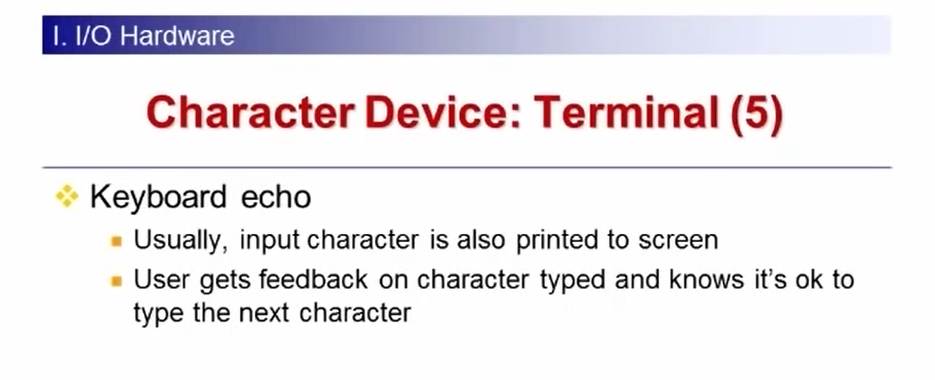 I. I/O Hardware
Character Device: Terminal (5)
Keyboard echo
Usually, input character is also printed to screen
User gets feedback on character typed and knows it's ok to
type the next character